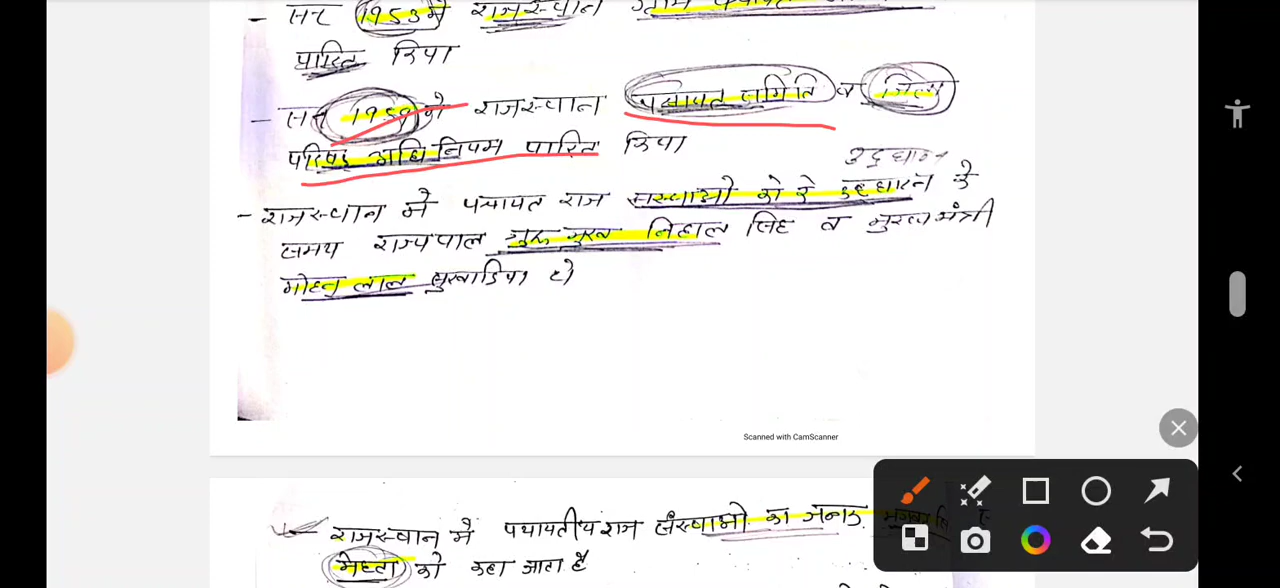 - सन 1953 मे राजस्थान ग्राम पंचायत
पारित किया
- सन 1959 मे राजस्थान पंचायत समिति व जिला
परिषद अधिनियम पारित किया
उद्घाटन
- राजस्थान मे पंचायत राज संस्थाओ के उद्घाटन के
समय राज्यपाल गुरु मुख निहाल सिंह व मुख्यमंत्री
मोहन लाल सुखाडिया थे
Scanned with CamScanner
राजस्थान मे पंचायतीय राज संस्थाओ का जनक
मेहता को कहा जाता है